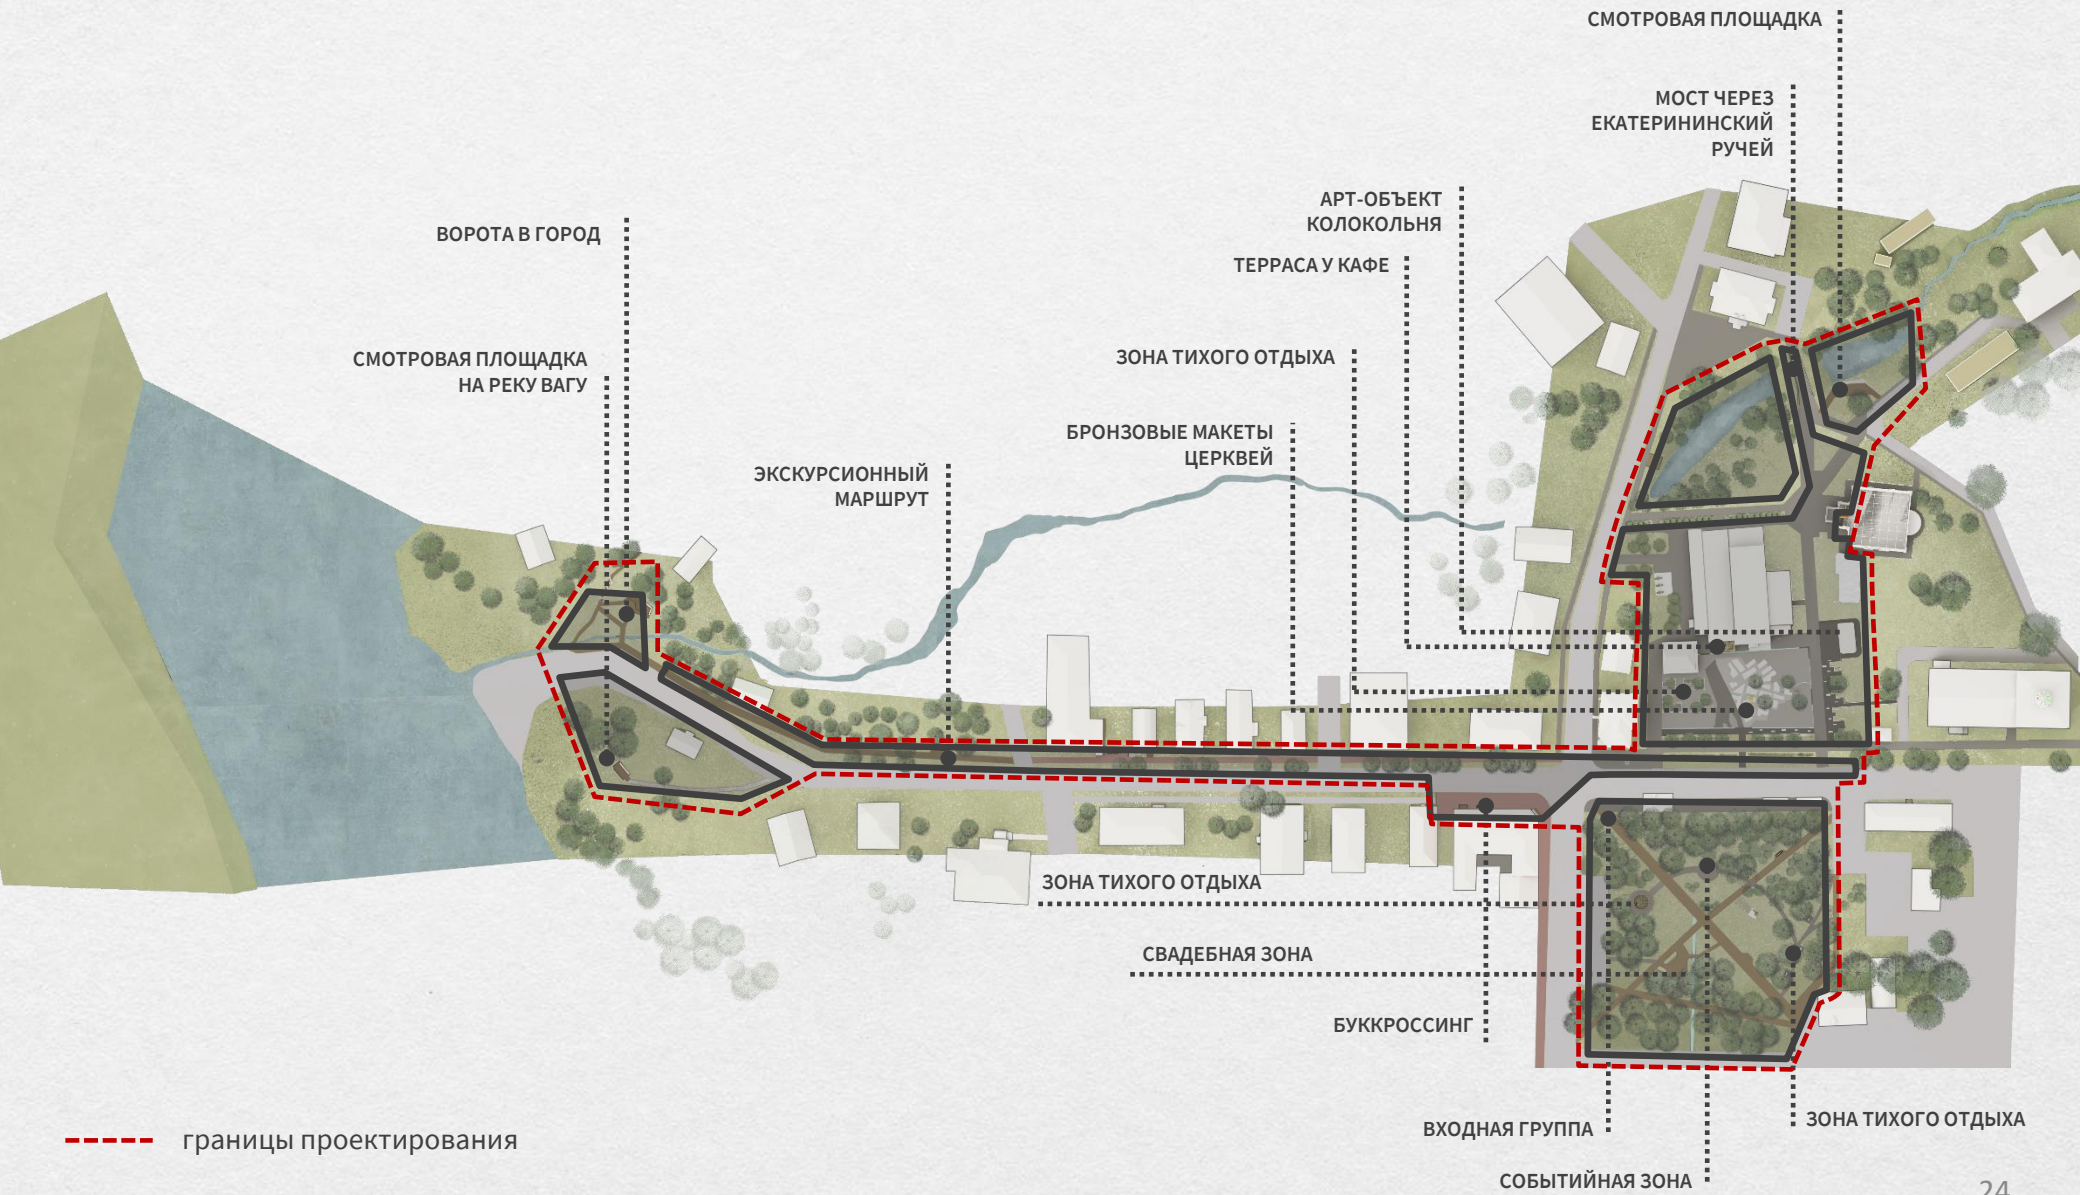 СМОТРОВАЯ ПЛОЩАДКА
МОСТ ЧЕРЕЗ
ЕКАТЕРИНИНСКИЙ
РУЧЕЙ
АРТ-ОБЪЕКТ
КОЛОКОЛЬНЯ
ВОРОТА В ГОРОД
ТЕРРАСА У КАФЕ
СМОТРОВАЯ ПЛОЩАДКА
НА РЕКУ ВАГУ
ЗОНА ТИХОГО ОТДЫХА
БРОНЗОВЫЕ МАКЕТЫ
ЦЕРКВЕЙ
ЭКСКУРСИОННЫЙ
МАРШРУТ
ЗОНА ТИХОГО ОТДЫХА
СВАДЕБНАЯ ЗОНА
БУККРОССИНГ
ВХОДНАЯ ГРУППА
ЗОНА ТИХОГО ОТДЫХА
границы проектирования
СОБЫТИЙНАЯ ЗОНА
24